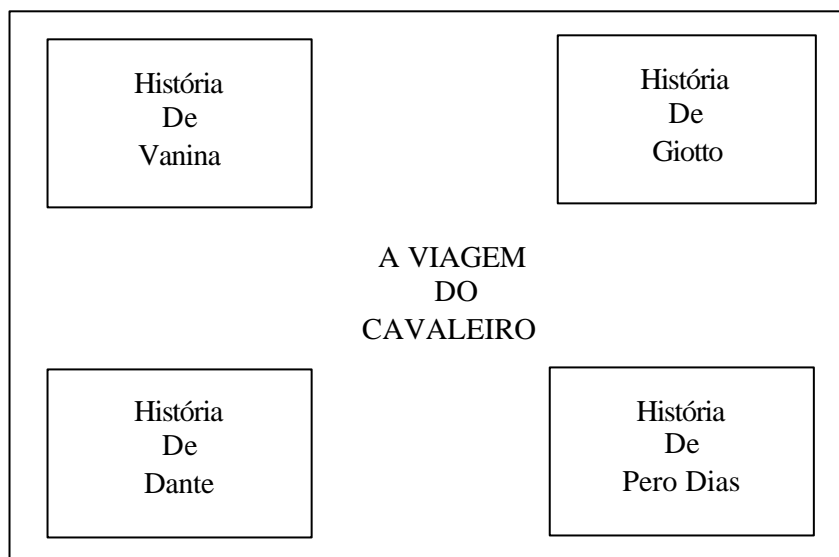 História
De
Vanina
História
De
Giotto
A VIAGEM
DO
CAVALEIRO
História
De
Dante
História
De
Pero Dias